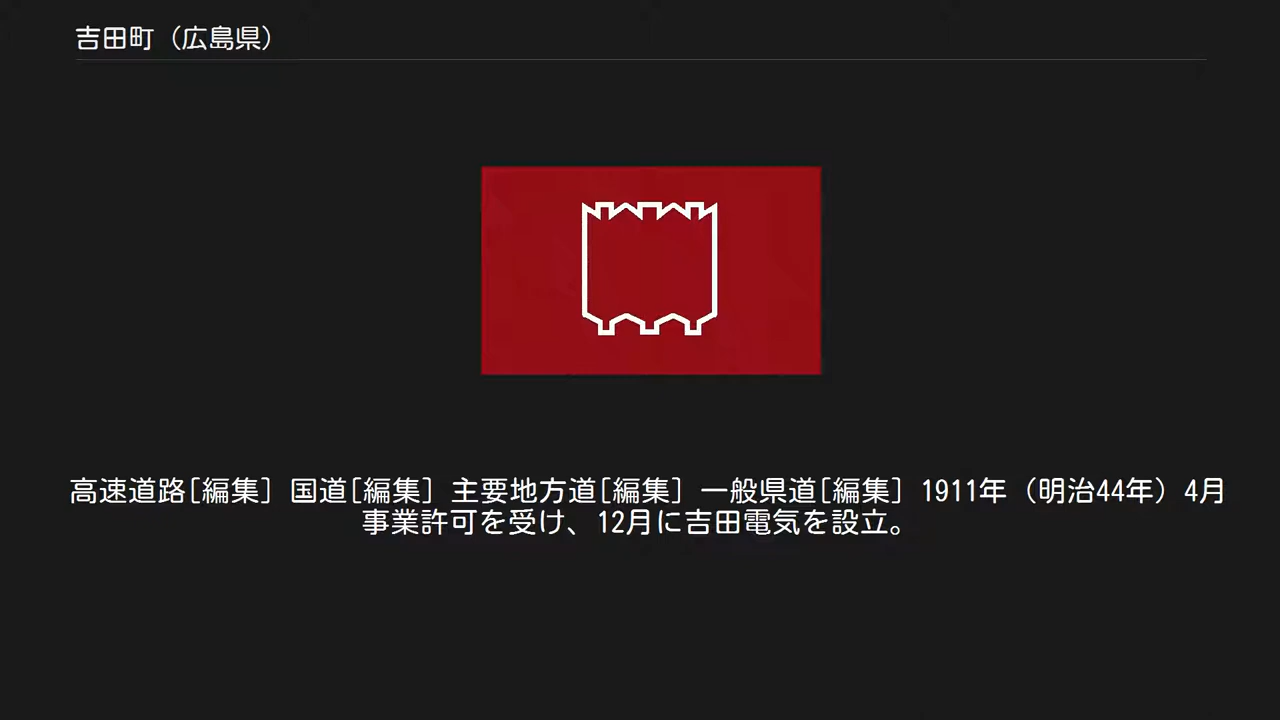 吉田町（広島県）
高速道路[編集] 国道[編集] 主要地方道[編集] 一般県道[編集] 1911年（明治44年）4月
事業許可を受け、12月に吉田電気を設立。